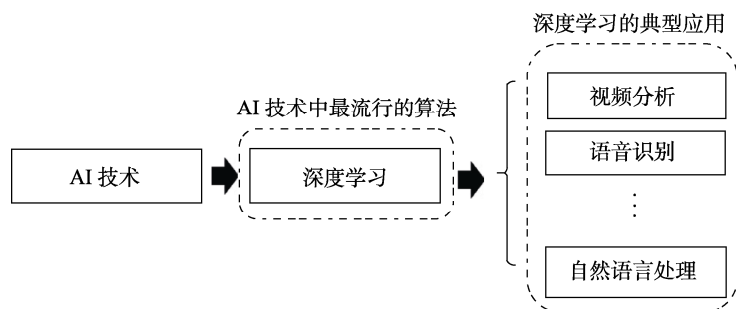 深度学习的典型应用
视频分析
AI 技术中最流行的算法
语音识别
AI 技术
深度学习
⋮
自然语言处理